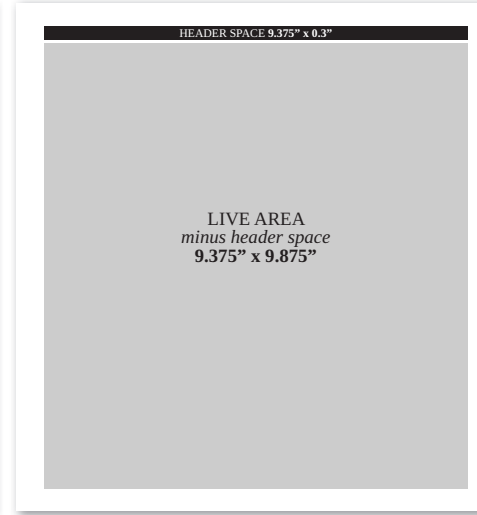 HEADER SPACE 9.375” x 0.3”
LIVE AREA
minus header space
9.375” x 9.875”